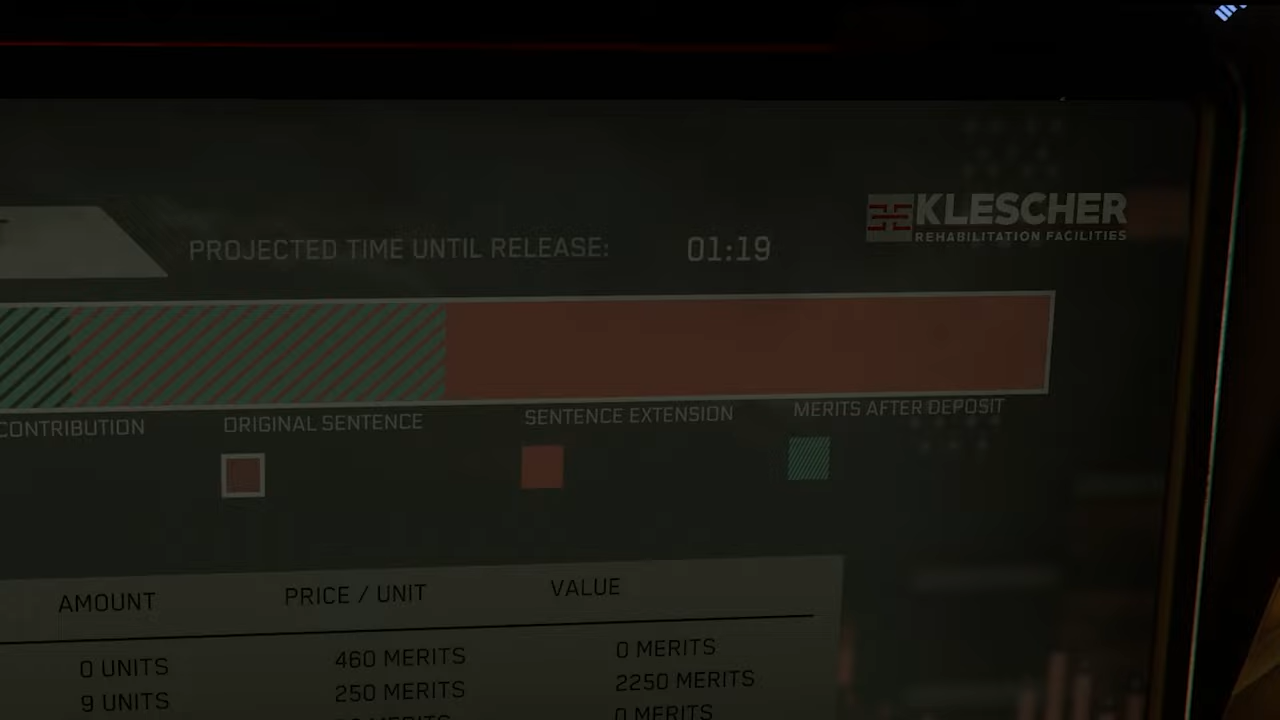 KLESCHER
REHABILITATION FACILITIES
PROJECTED TIME UNTIL RELEASE: 01:19
CONTRIBUTION ORIGINAL SENTENCE SENTENCE EXTENSION MERITS AFTER DEPOSIT
AMOUNT PRICE / UNIT VALUE
0 UNITS 460 MERITS 0 MERITS
9 UNITS 250 MERITS 2250 MERITS
MERITS 0 MERITS